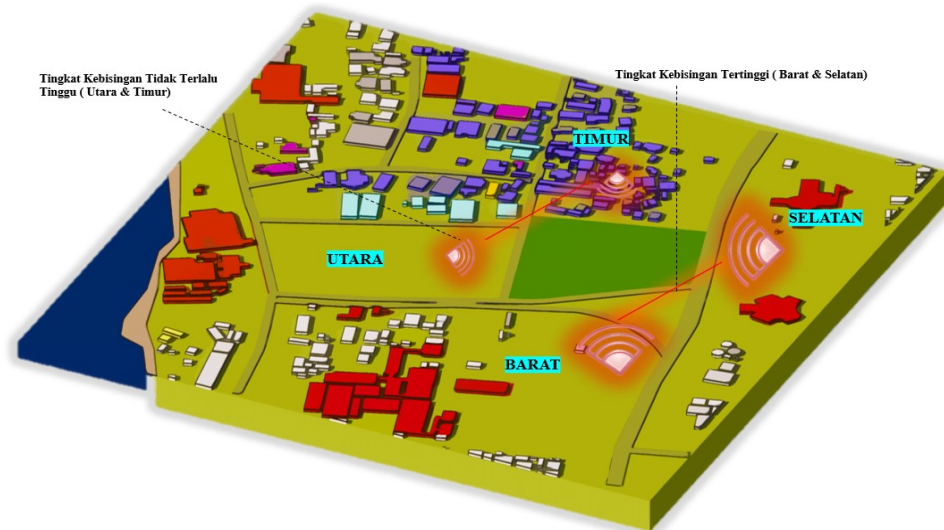 Tingkat Kebisingan Tidak Terlalu
Tinggu ( Utara & Timur)
Tingkat Kebisingan Tertinggi ( Barat & Selatan)
TIMUR
SELATAN
UTARA
BARAT